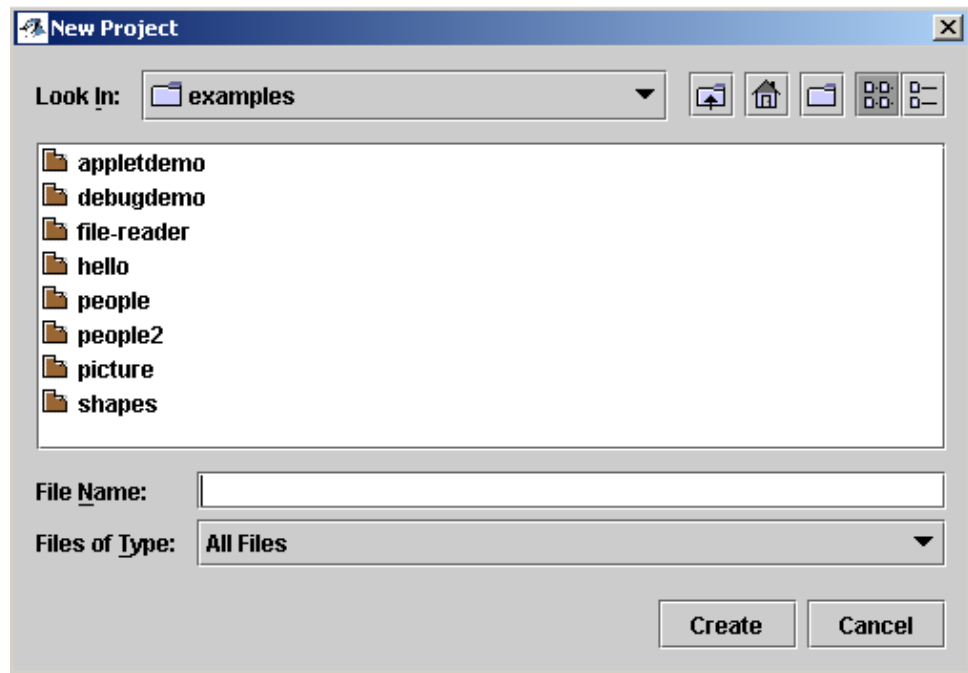 New Project
Look In: examples
appletdemo
debugdemo
file-reader
hello
people
people2
picture
shapes
File Name:
Files of Type: All Files
Create Cancel